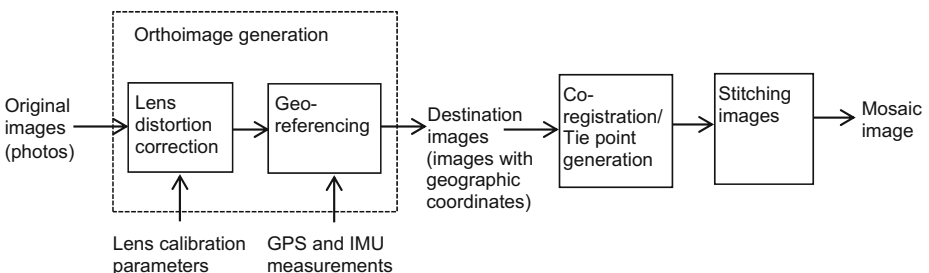 Orthoimage generation
Original
images
(photos)
Lens
distortion
correction
Geo-
referencing
Destination
images
(images with
geographic
coordinates)
Co-
registration/
Tie point
generation
Stitching
images
Mosaic
image
Lens calibration
parameters
GPS and IMU
measurements